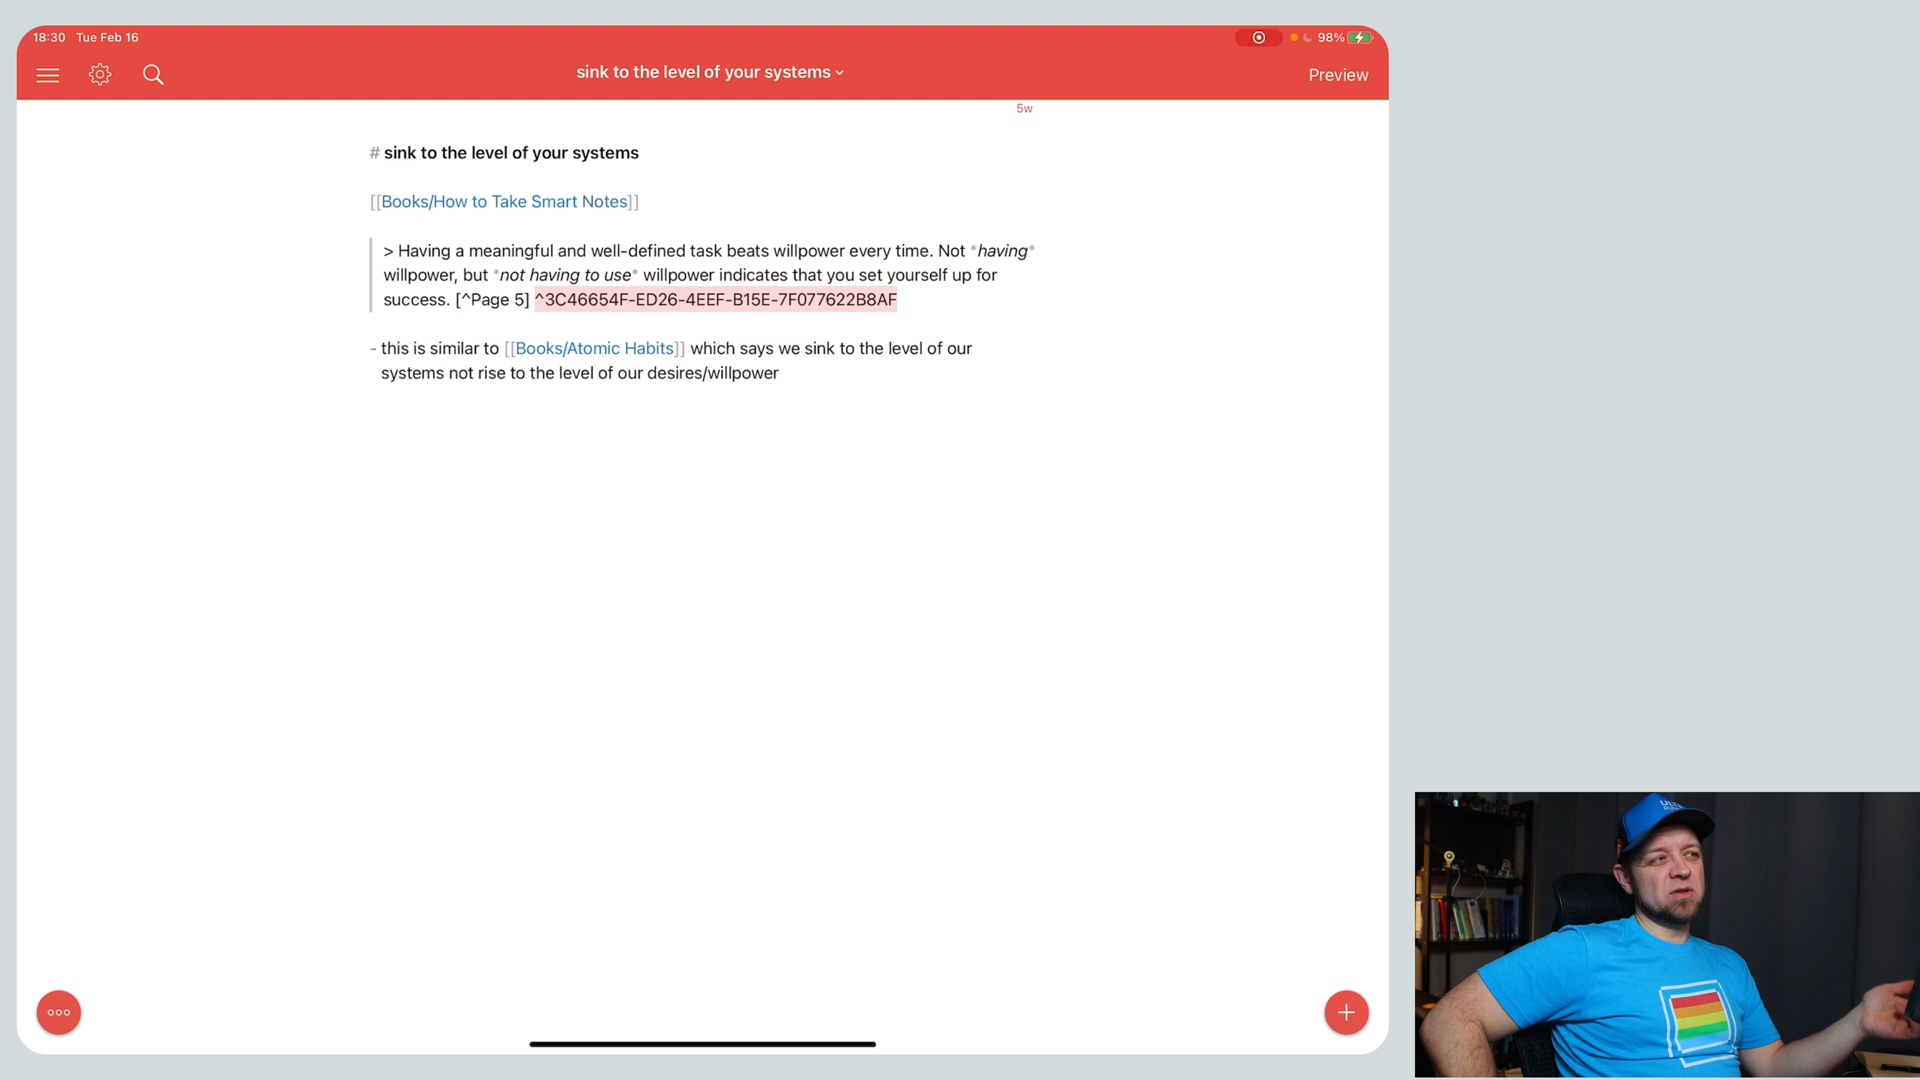 18:30 Tue Feb 16
98%
sink to the level of your systems
Preview
5w
# sink to the level of your systems
[[Books/How to Take Smart Notes]]
> Having a meaningful and well-defined task beats willpower every time. Not *having*
willpower, but *not having to use* willpower indicates that you set yourself up for
success. [^Page 5] ^3C46654F-ED26-4EEF-B15E-7F077622B8AF
- this is similar to [[Books/Atomic Habits]] which says we sink to the level of our
systems not rise to the level of our desires/willpower